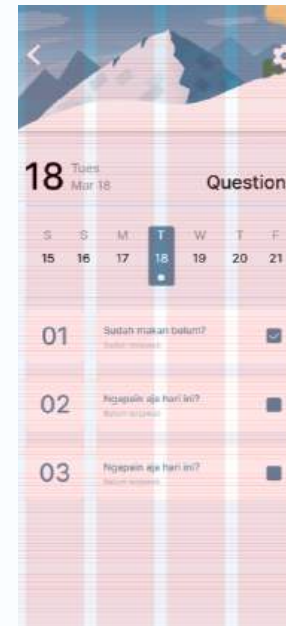 18
Tues
Mar 18
Question
S S M T W T F
15 16 17 18 19 20 21
01
Sudah makan belum?
02
Ngapain aja hari ini?
03
Ngapain aja hari ini?